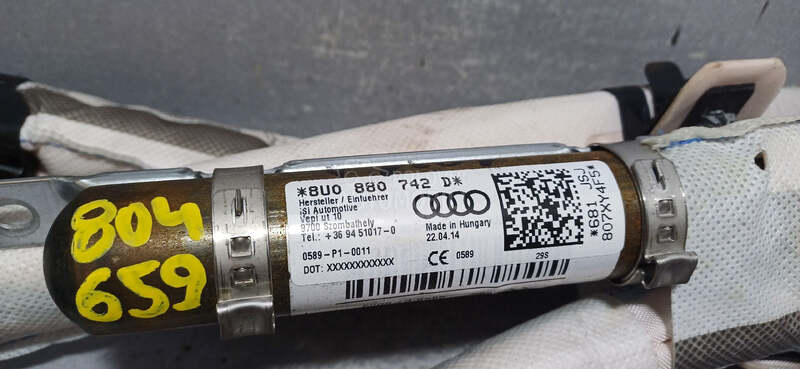 804
659
*8U0 880 742 D*
Hersteller / Einfuehrer
iSi Automotive
Vepi ut 10
9700 Szombathely
Tel.: +36 94 51017-0
Made in Hungary
22.04.14
0589-P1-0011
DOT: XXXXXXXXXXXX
CE 0589
29S
*681 JSJ
807XY4F5*